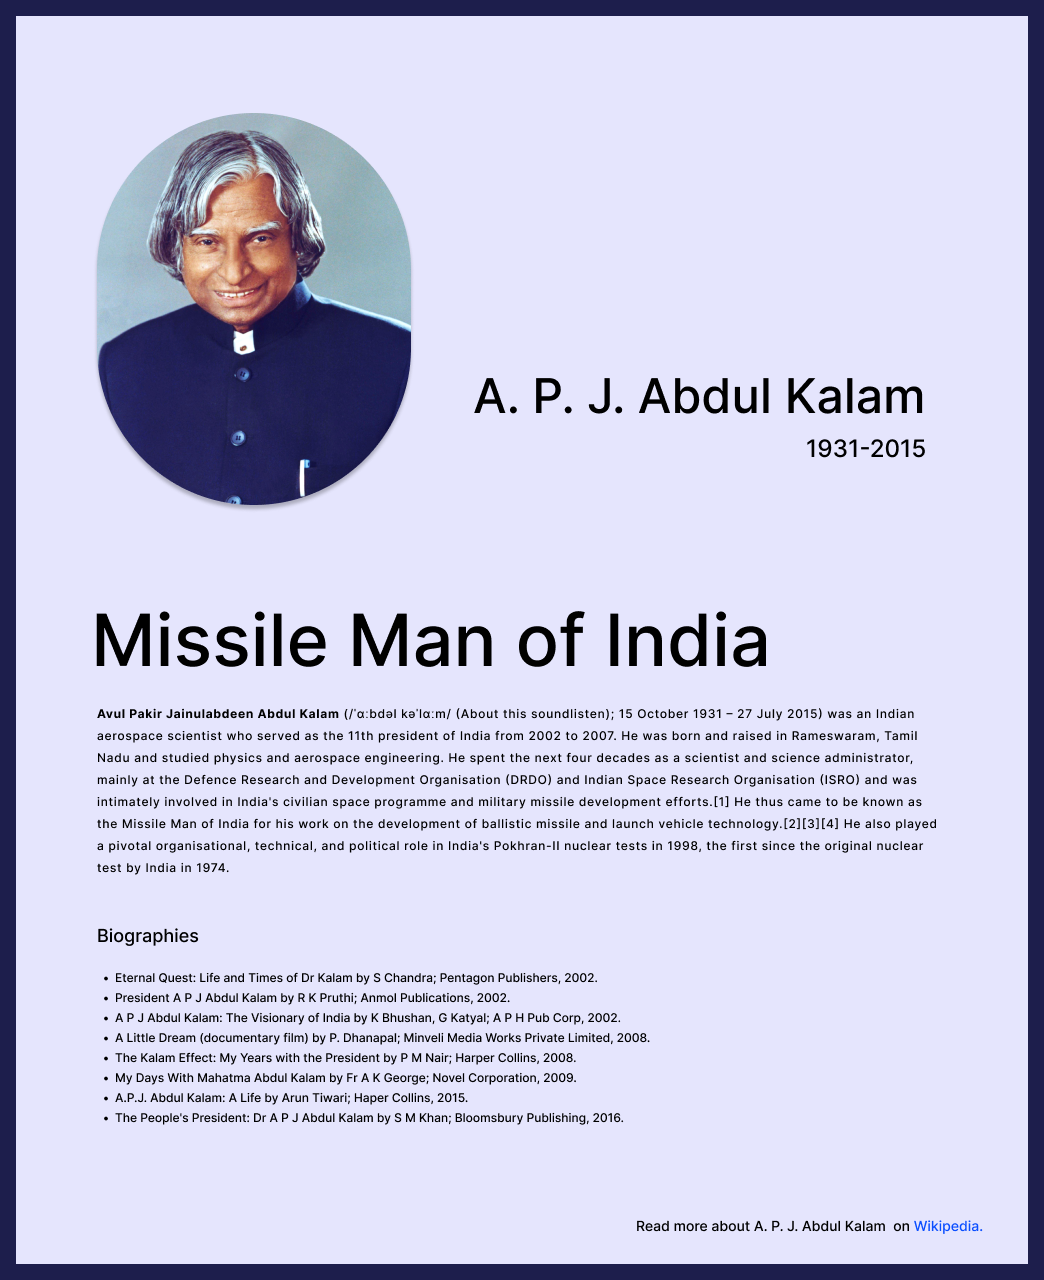 A. P. J. Abdul Kalam
1931-2015
Missile Man of India
Avul Pakir Jainulabdeen Abdul Kalam (/ˈɑːbdəl kəˈlɑːm/ (About this soundlisten); 15 October 1931 – 27 July 2015) was an Indian
aerospace scientist who served as the 11th president of India from 2002 to 2007. He was born and raised in Rameswaram, Tamil
Nadu and studied physics and aerospace engineering. He spent the next four decades as a scientist and science administrator,
mainly at the Defence Research and Development Organisation (DRDO) and Indian Space Research Organisation (ISRO) and was
intimately involved in India's civilian space programme and military missile development efforts.[1] He thus came to be known as
the Missile Man of India for his work on the development of ballistic missile and launch vehicle technology.[2][3][4] He also played
a pivotal organisational, technical, and political role in India's Pokhran-II nuclear tests in 1998, the first since the original nuclear
test by India in 1974.
Biographies
• Eternal Quest: Life and Times of Dr Kalam by S Chandra; Pentagon Publishers, 2002.
• President A P J Abdul Kalam by R K Pruthi; Anmol Publications, 2002.
• A P J Abdul Kalam: The Visionary of India by K Bhushan, G Katyal; A P H Pub Corp, 2002.
• A Little Dream (documentary film) by P. Dhanapal; Minveli Media Works Private Limited, 2008.
• The Kalam Effect: My Years with the President by P M Nair; Harper Collins, 2008.
• My Days With Mahatma Abdul Kalam by Fr A K George; Novel Corporation, 2009.
• A.P.J. Abdul Kalam: A Life by Arun Tiwari; Haper Collins, 2015.
• The People's President: Dr A P J Abdul Kalam by S M Khan; Bloomsbury Publishing, 2016.
Read more about A. P. J. Abdul Kalam on Wikipedia.